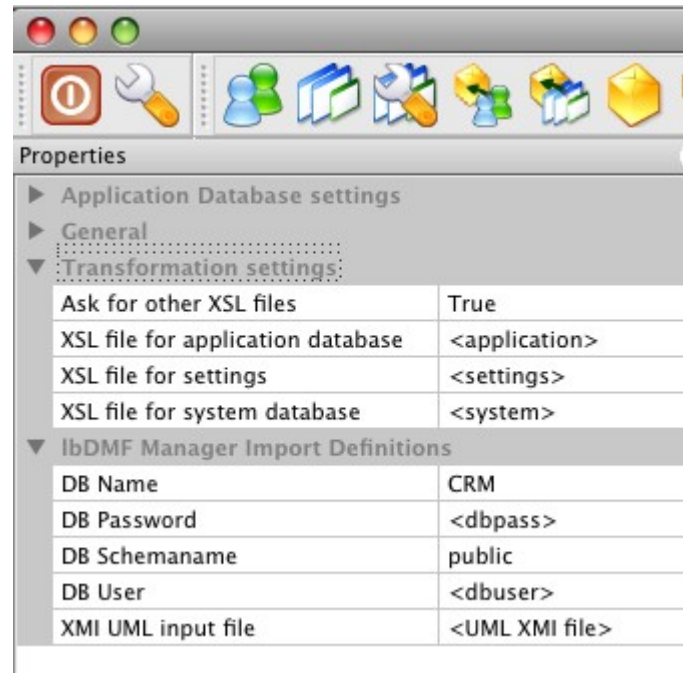 Properties
Application Database settings
General
Transformation settings
Ask for other XSL files True
XSL file for application database <application>
XSL file for settings <settings>
XSL file for system database <system>
lbDMF Manager Import Definitions
DB Name CRM
DB Password <dbpass>
DB Schemaname public
DB User <dbuser>
XMI UML input file <UML XMI file>